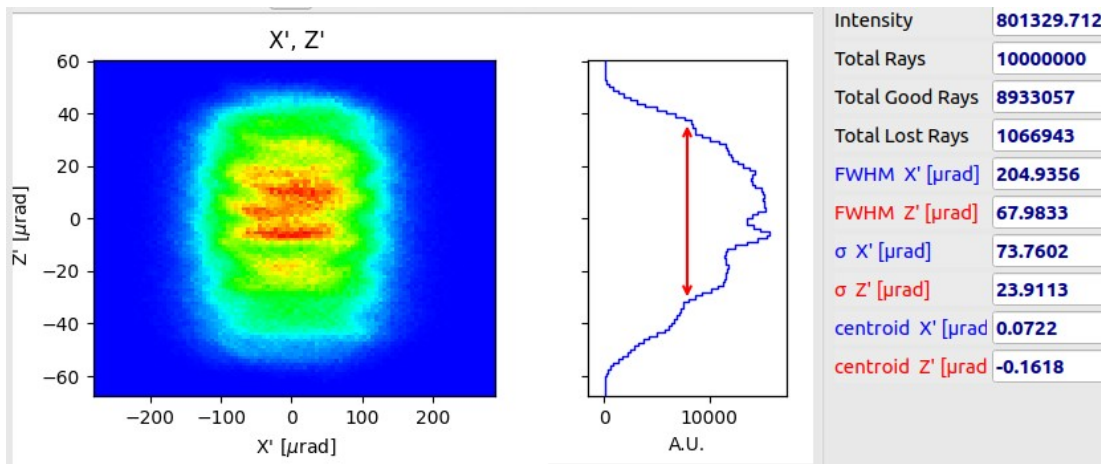 X', Z'
60
40
20
0
−20
−40
−60
Z' [μrad]
−200 −100 0 100 200
X' [μrad]
0 10000
A.U.
Intensity 801329.712
Total Rays 10000000
Total Good Rays 8933057
Total Lost Rays 1066943
FWHM X' [μrad] 204.9356
FWHM Z' [μrad] 67.9833
σ X' [μrad] 73.7602
σ Z' [μrad] 23.9113
centroid X' [μrad 0.0722
centroid Z' [μrad -0.1618